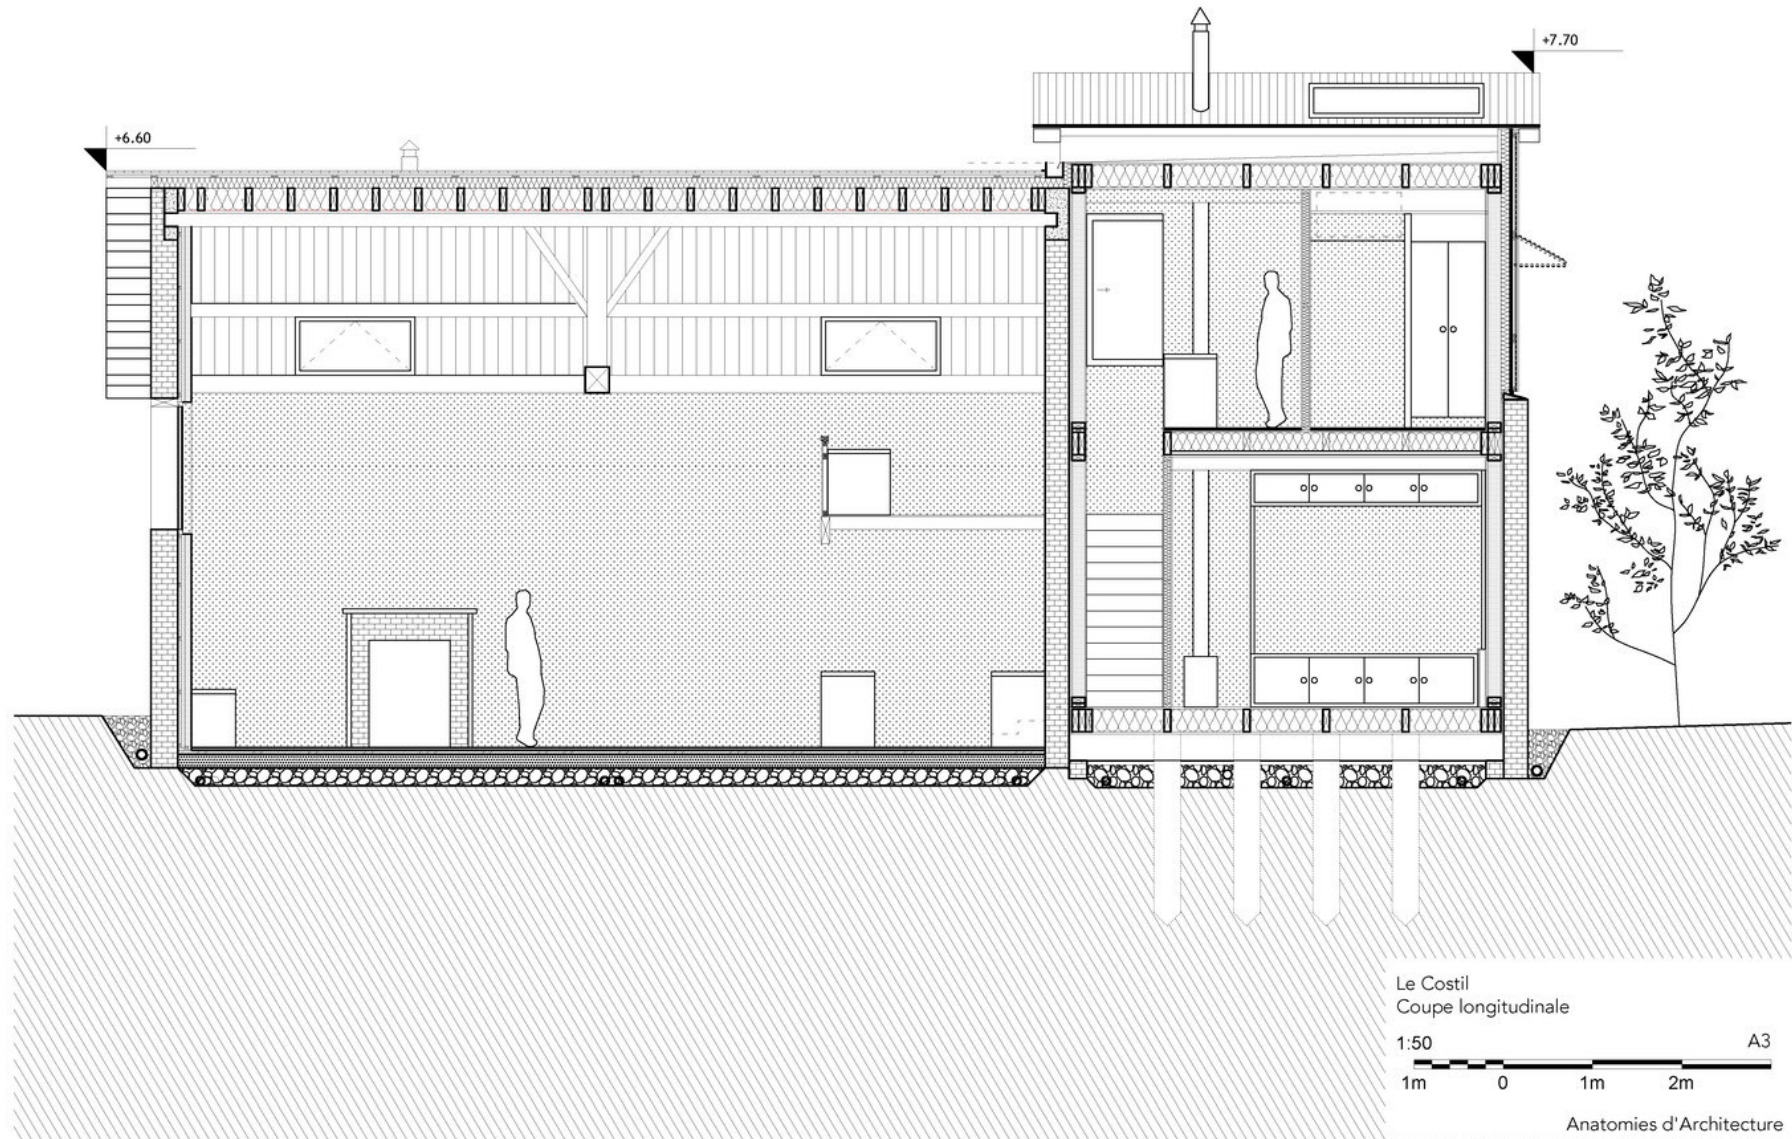 +7.70
+6.60
Le Costil
Coupe longitudinale
1:50 A3
1m 0 1m 2m
Anatomies d'Architecture